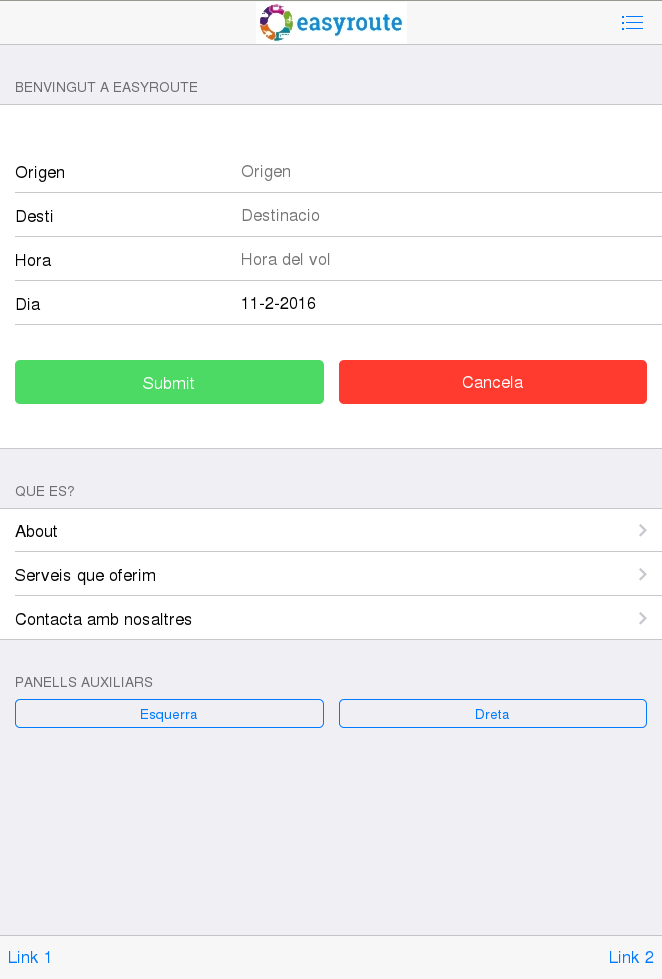 easyroute
BENVINGUT A EASYROUTE
Origen Origen
Desti Destinacio
Hora Hora del vol
Dia 11-2-2016
Submit Cancela
QUE ES?
About
Serveis que oferim
Contacta amb nosaltres
PANELLS AUXILIARS
Esquerra Dreta
Link 1 Link 2